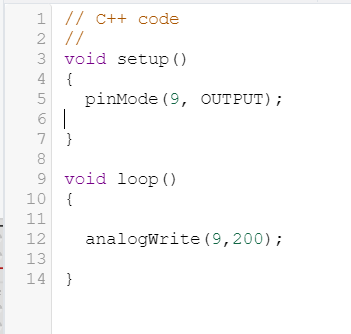 1 // C++ code
2 //
3 void setup()
4 {
5   pinMode(9, OUTPUT);
6
7 }
8
9 void loop()
10 {
11
12   analogWrite(9,200);
13
14 }